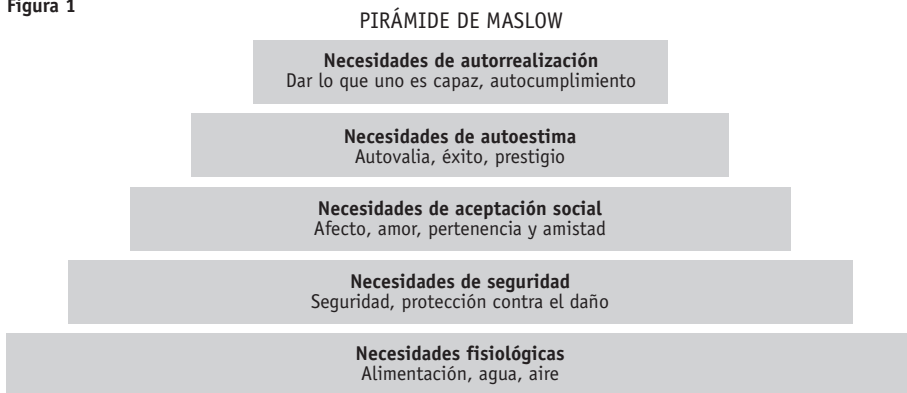 Figura 1
PIRÁMIDE DE MASLOW
Necesidades de autorrealización
Dar lo que uno es capaz, autocumplimiento
Necesidades de autoestima
Autovalia, éxito, prestigio
Necesidades de aceptación social
Afecto, amor, pertenencia y amistad
Necesidades de seguridad
Seguridad, protección contra el daño
Necesidades fisiológicas
Alimentación, agua, aire